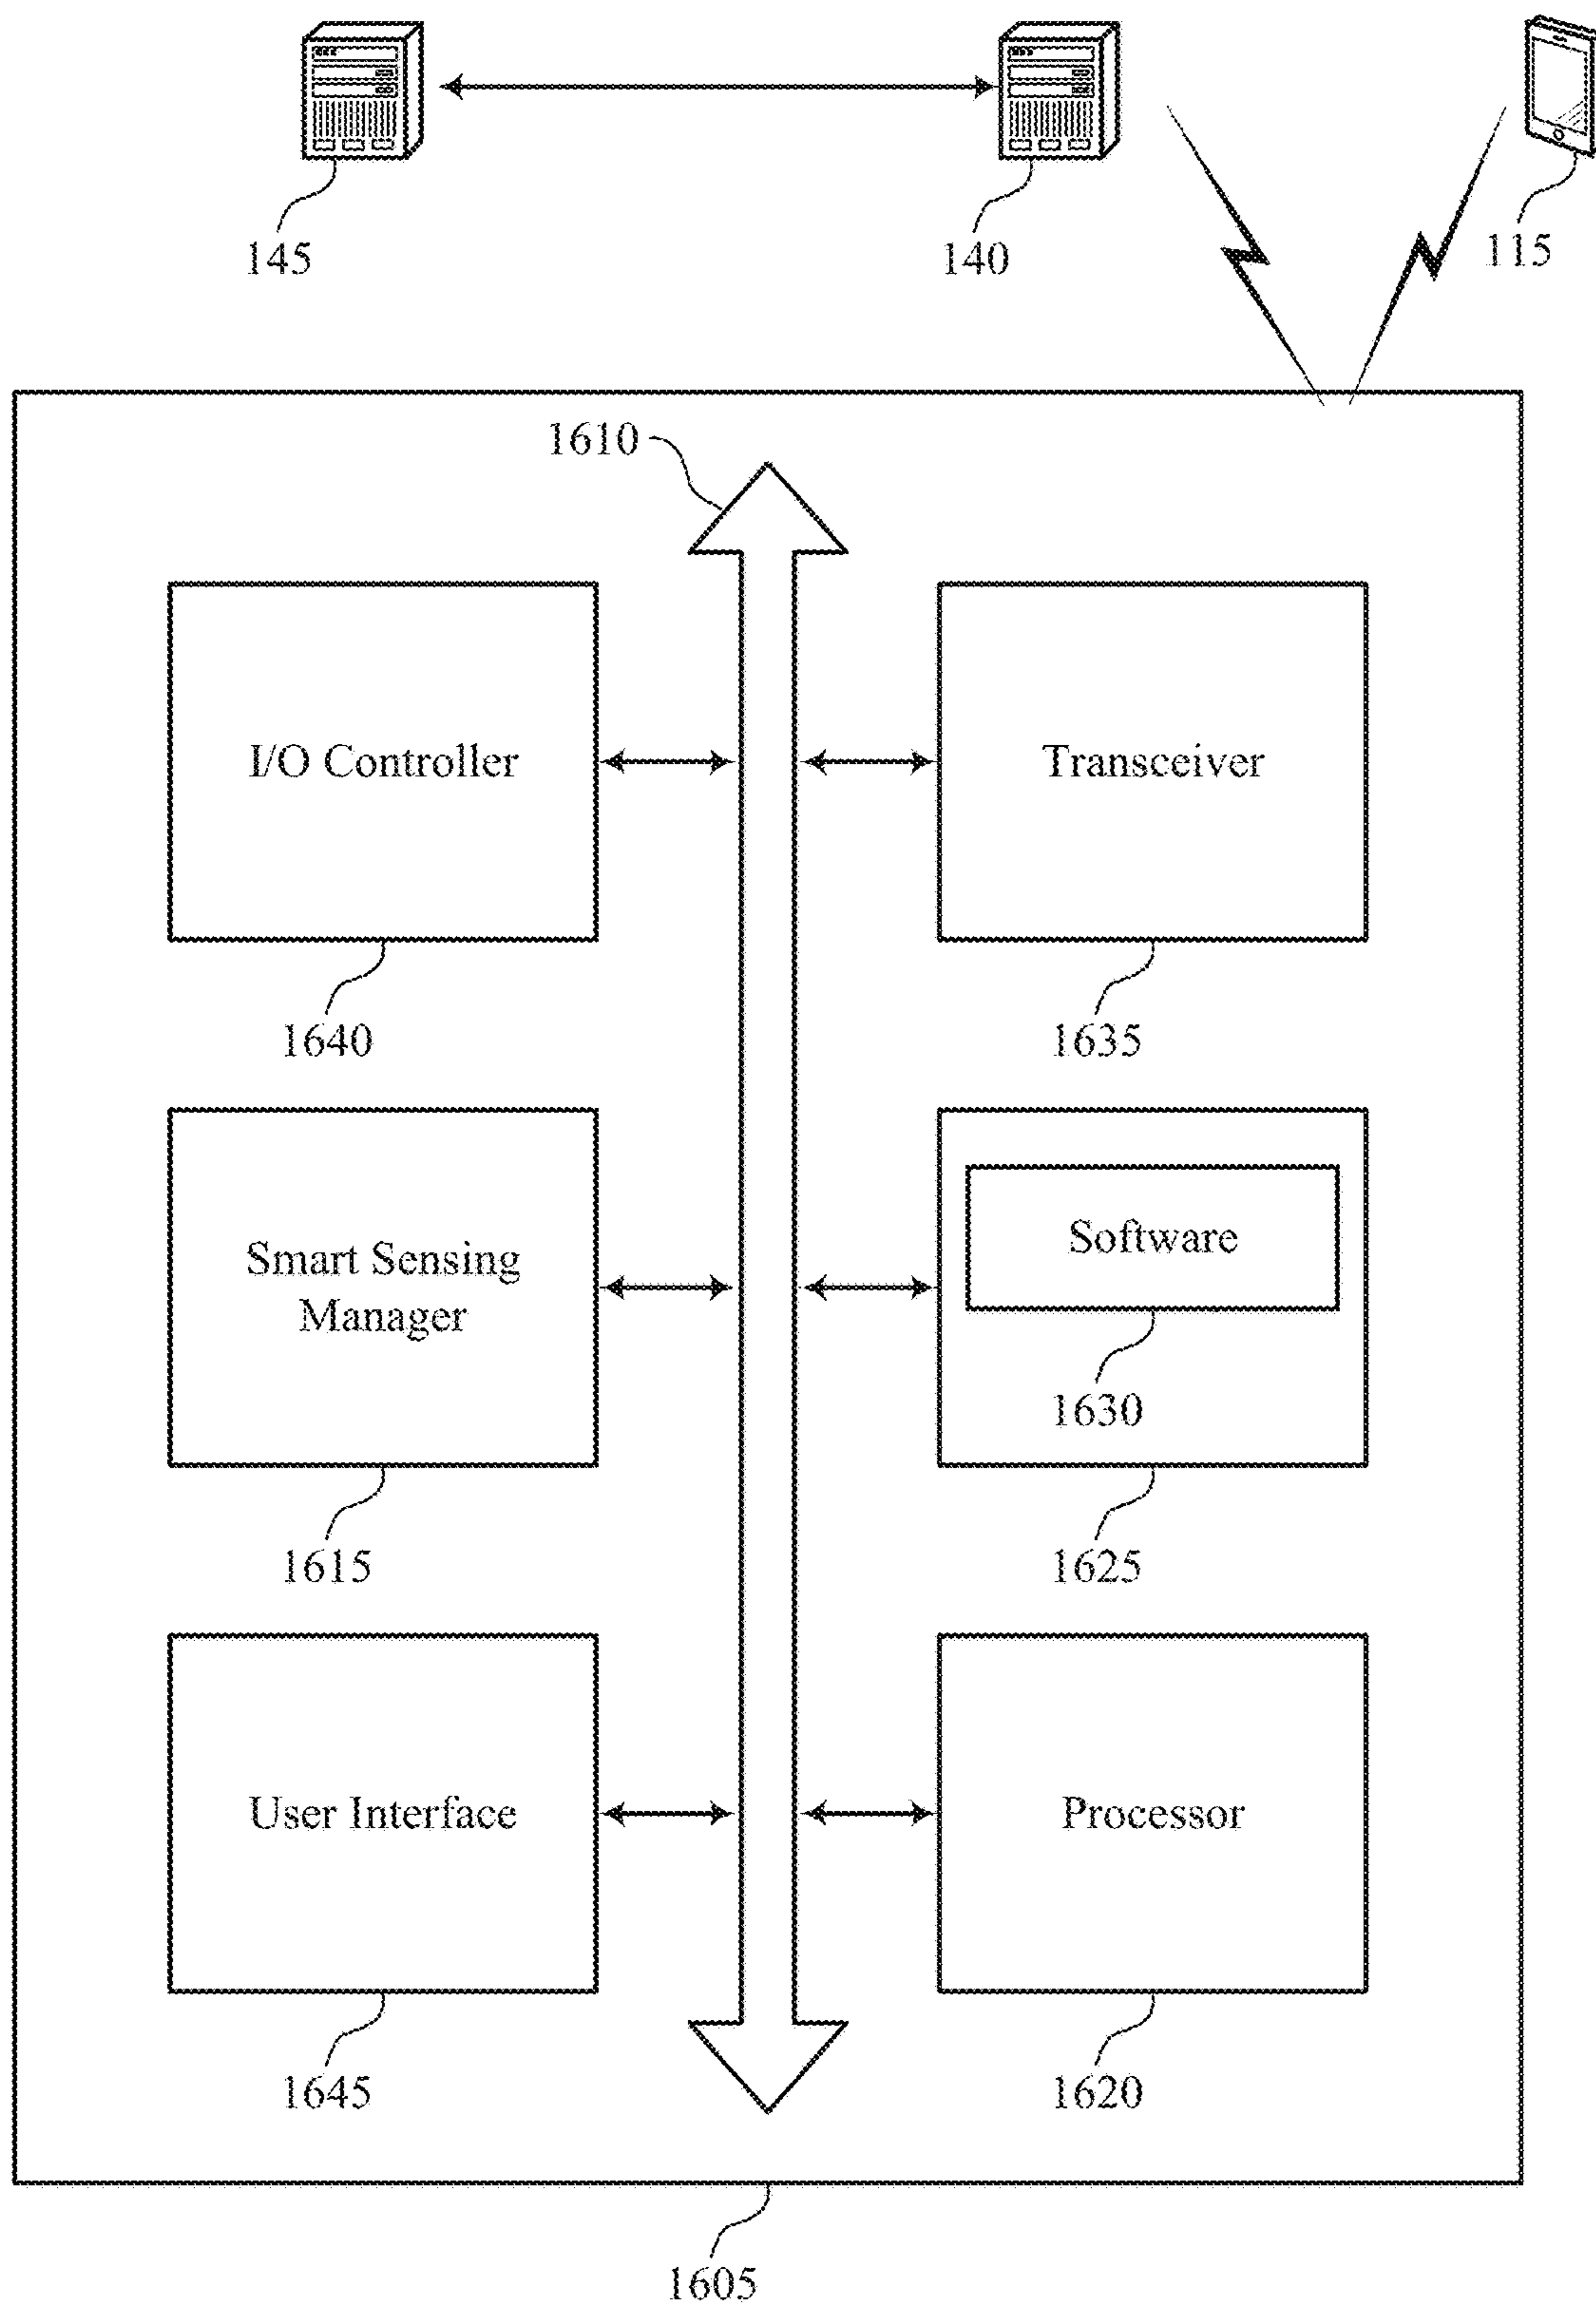 145
140
115
1610
I/O Controller
Transceiver
1640
1635
Smart Sensing
Manager
Software
1630
1615
1625
User Interface
Processor
1645
1620
1605